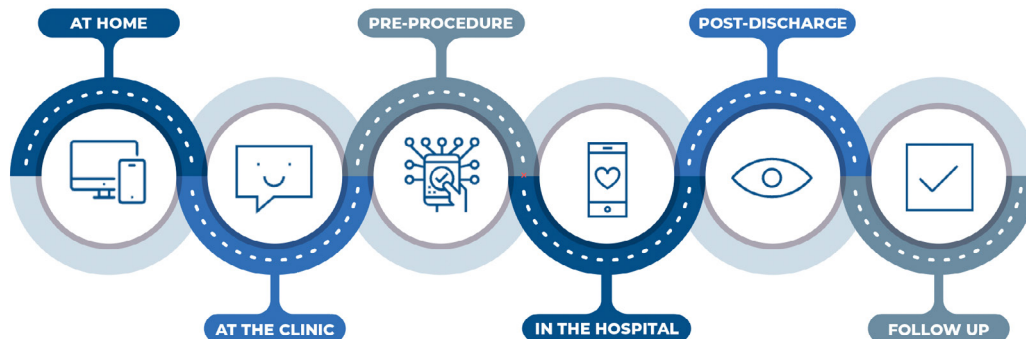 AT HOME
AT THE CLINIC
PRE-PROCEDURE
IN THE HOSPITAL
POST-DISCHARGE
FOLLOW UP